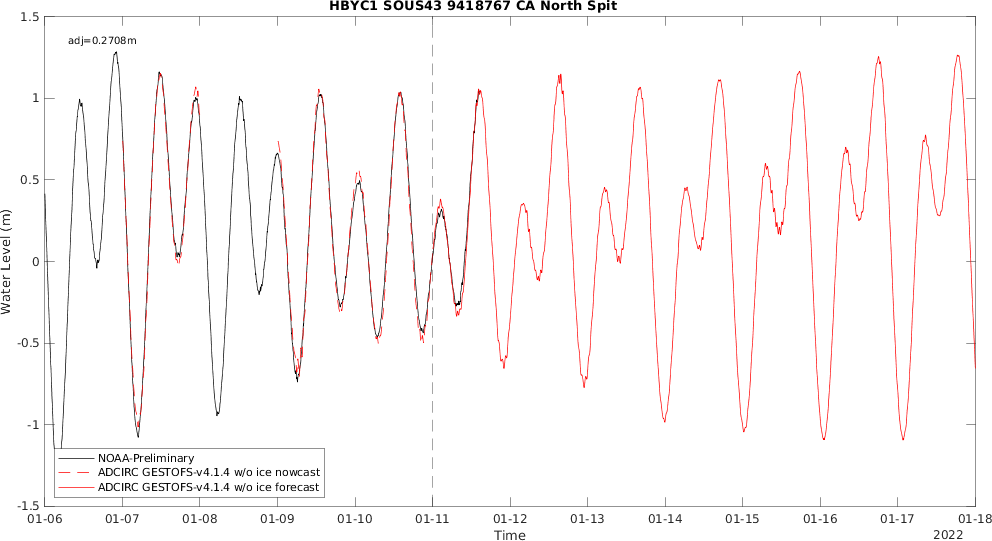 HBYC1 SOUS43 9418767 CA North Spit
adj=0.2708m
1.5
1
0.5
0
-0.5
-1
-1.5
Water Level (m)
NOAA-Preliminary
ADCIRC GESTOFS-v4.1.4 w/o ice nowcast
ADCIRC GESTOFS-v4.1.4 w/o ice forecast
01-06 01-07 01-08 01-09 01-10 01-11 01-12 01-13 01-14 01-15 01-16 01-17 01-18
Time
2022